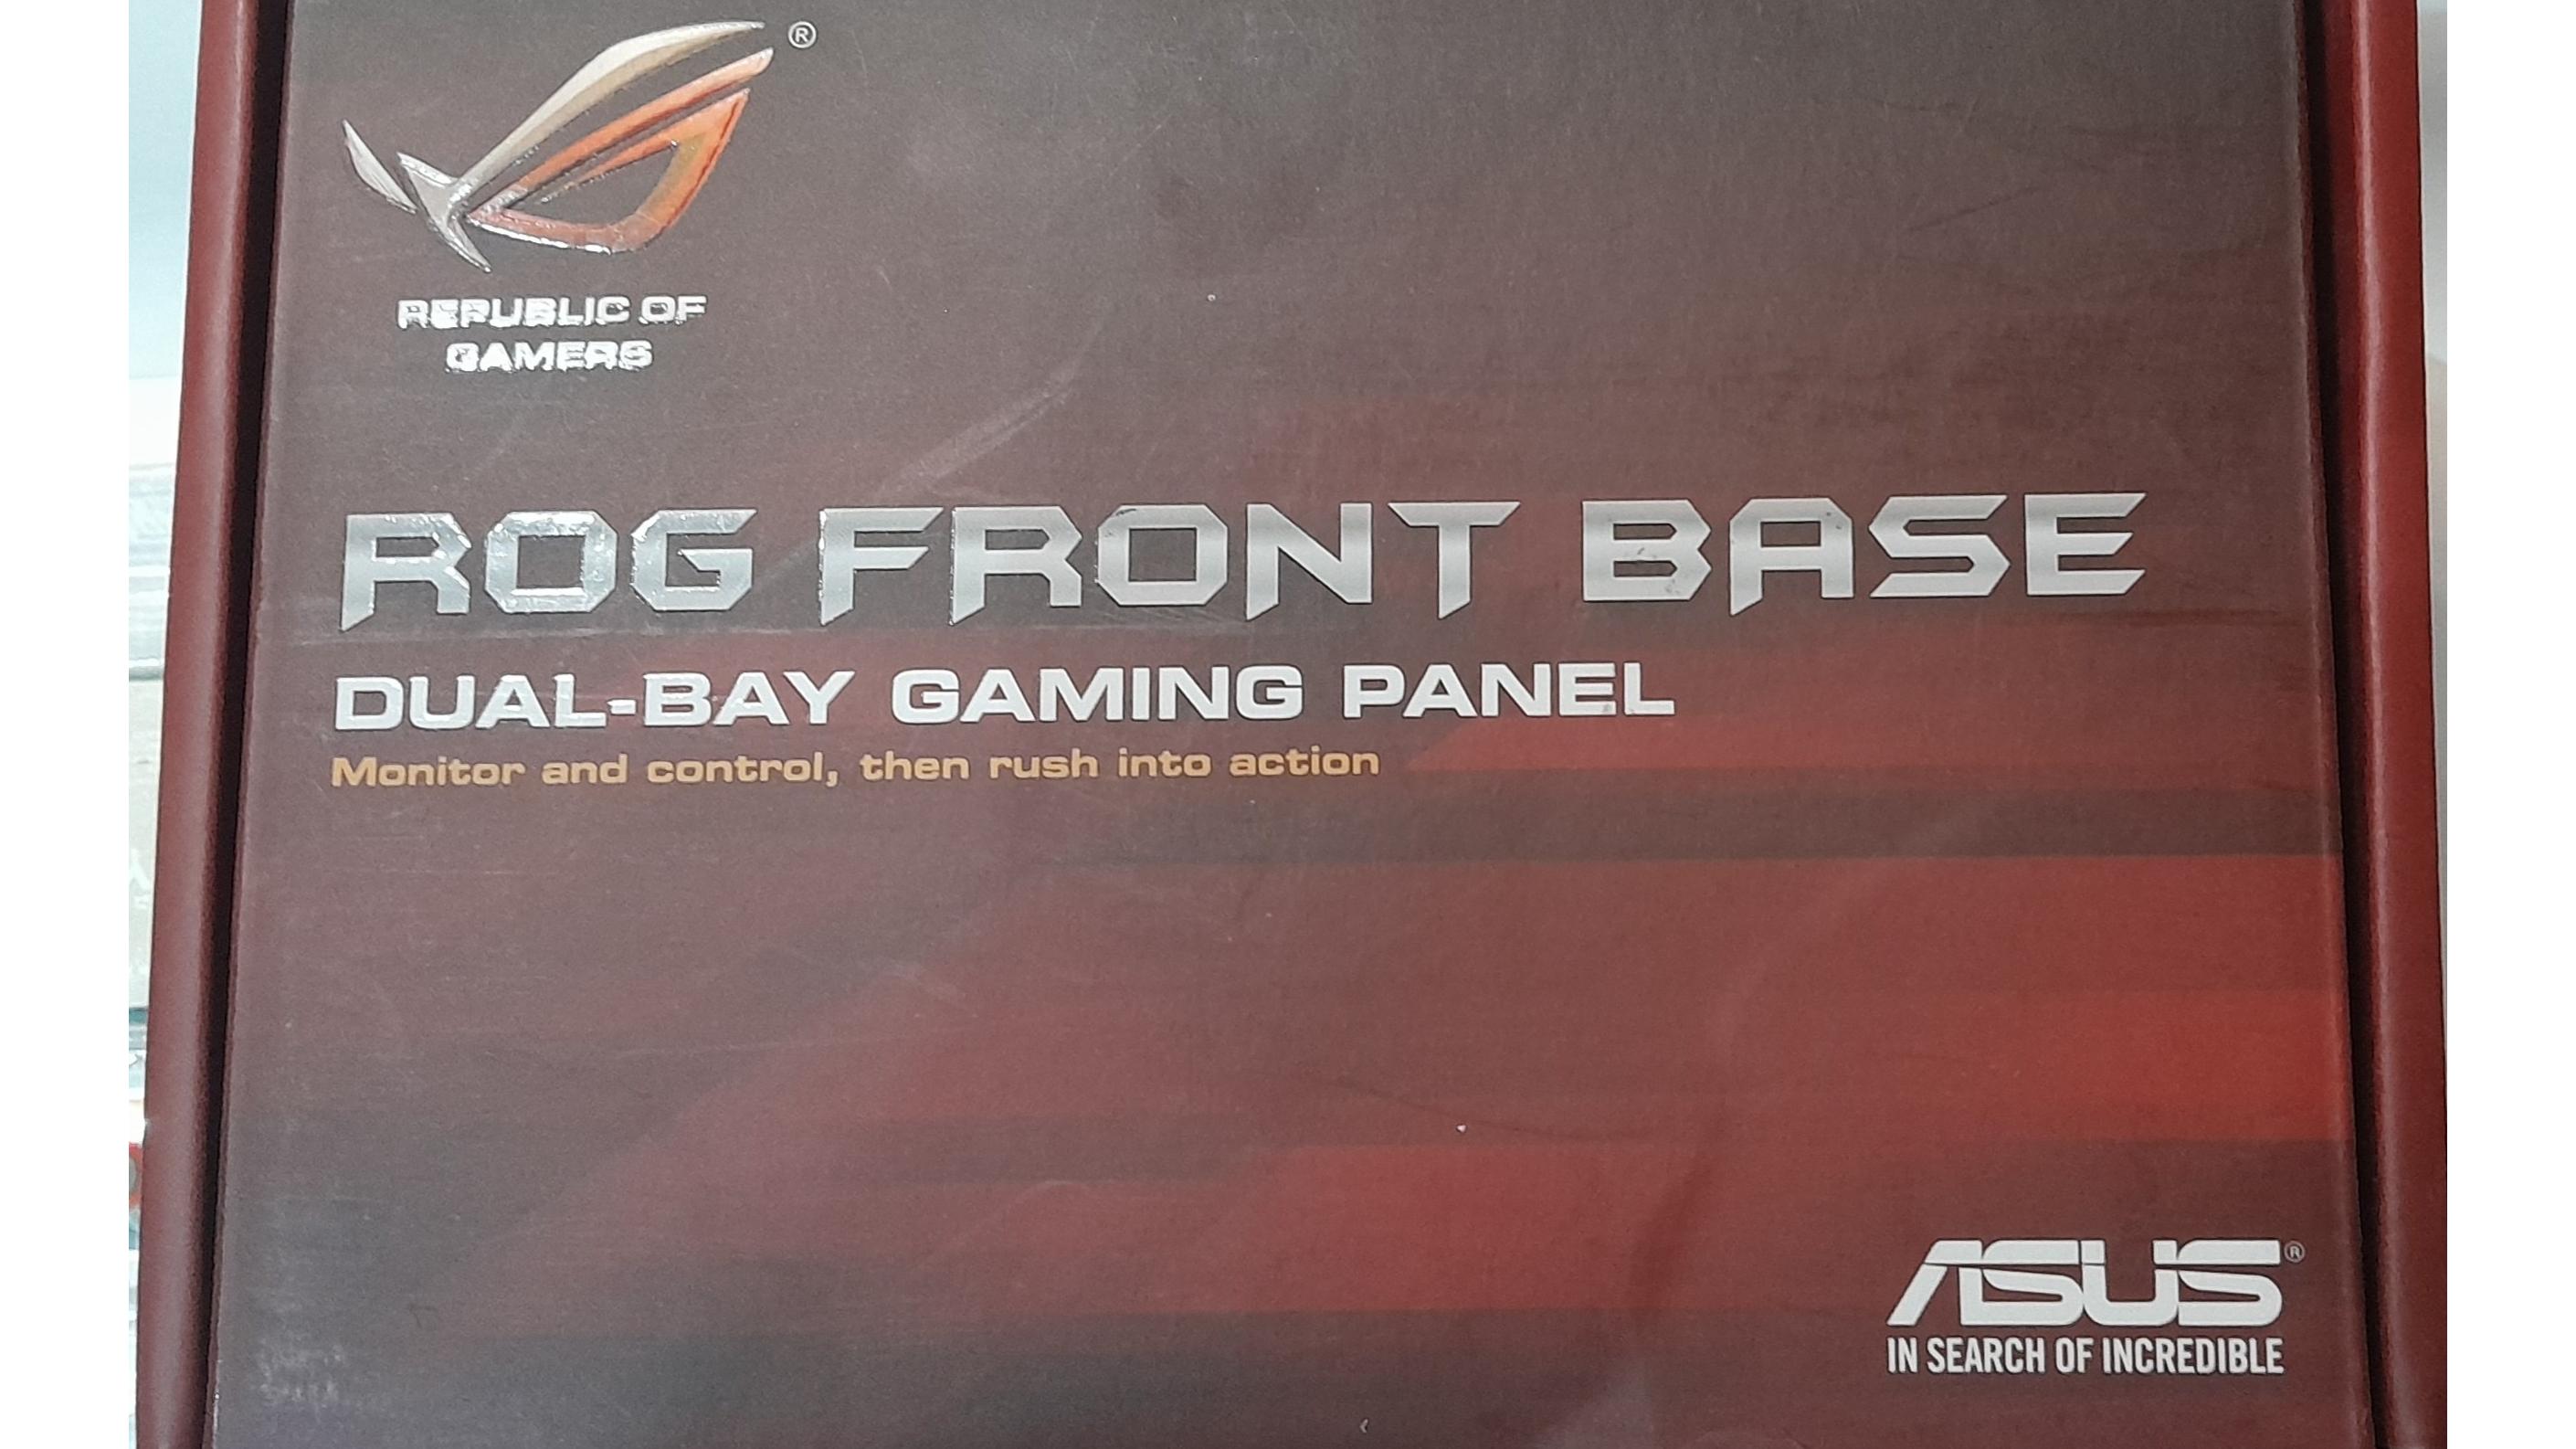 ®
REPUBLIC OF
GAMERS
ROG FRONT BASE
DUAL-BAY GAMING PANEL
Monitor and control, then rush into action
ASUS®
IN SEARCH OF INCREDIBLE